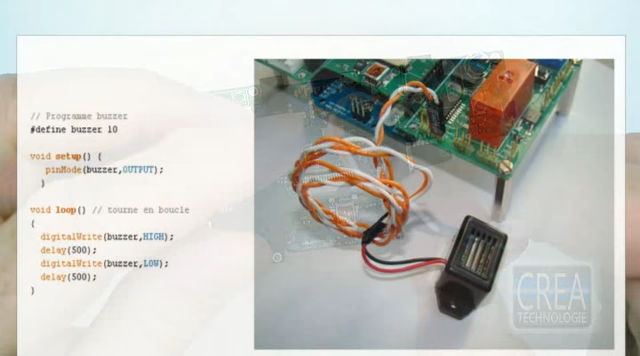 // Programme buzzer
#define buzzer 10
void setup() {
pinMode(buzzer,OUTPUT);
}
void loop() // tourne en boucle
{
digitalWrite(buzzer,HIGH);
delay(500);
digitalWrite(buzzer,LOW);
delay(500);
}
CREA
TECHNOLOGIE